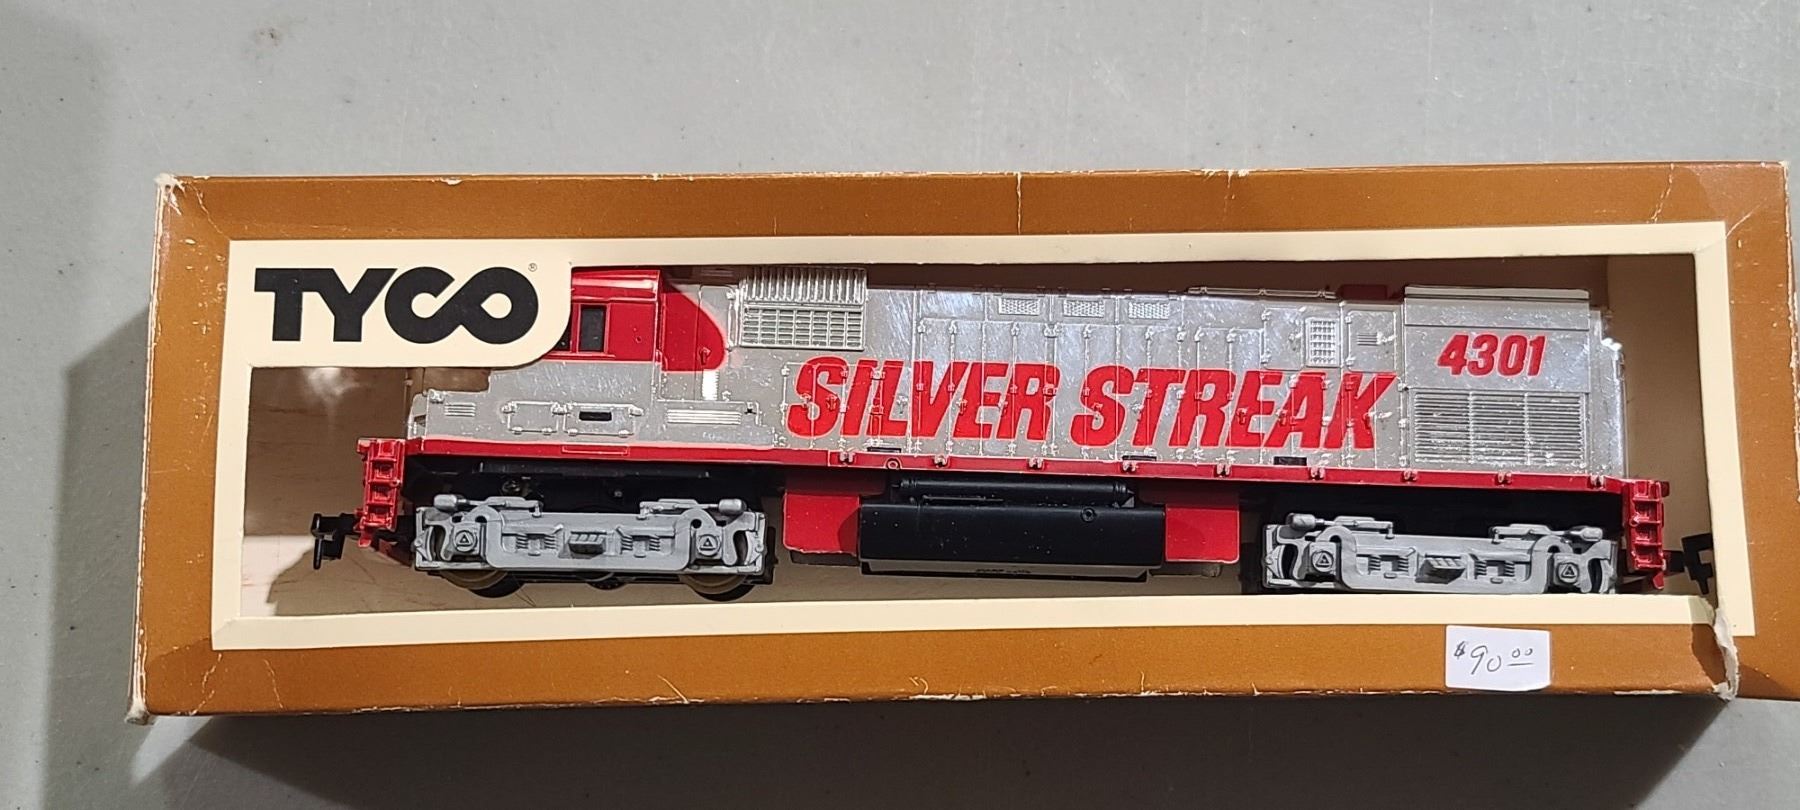 TYCO®
SILVER STREAK
4301
$90.00